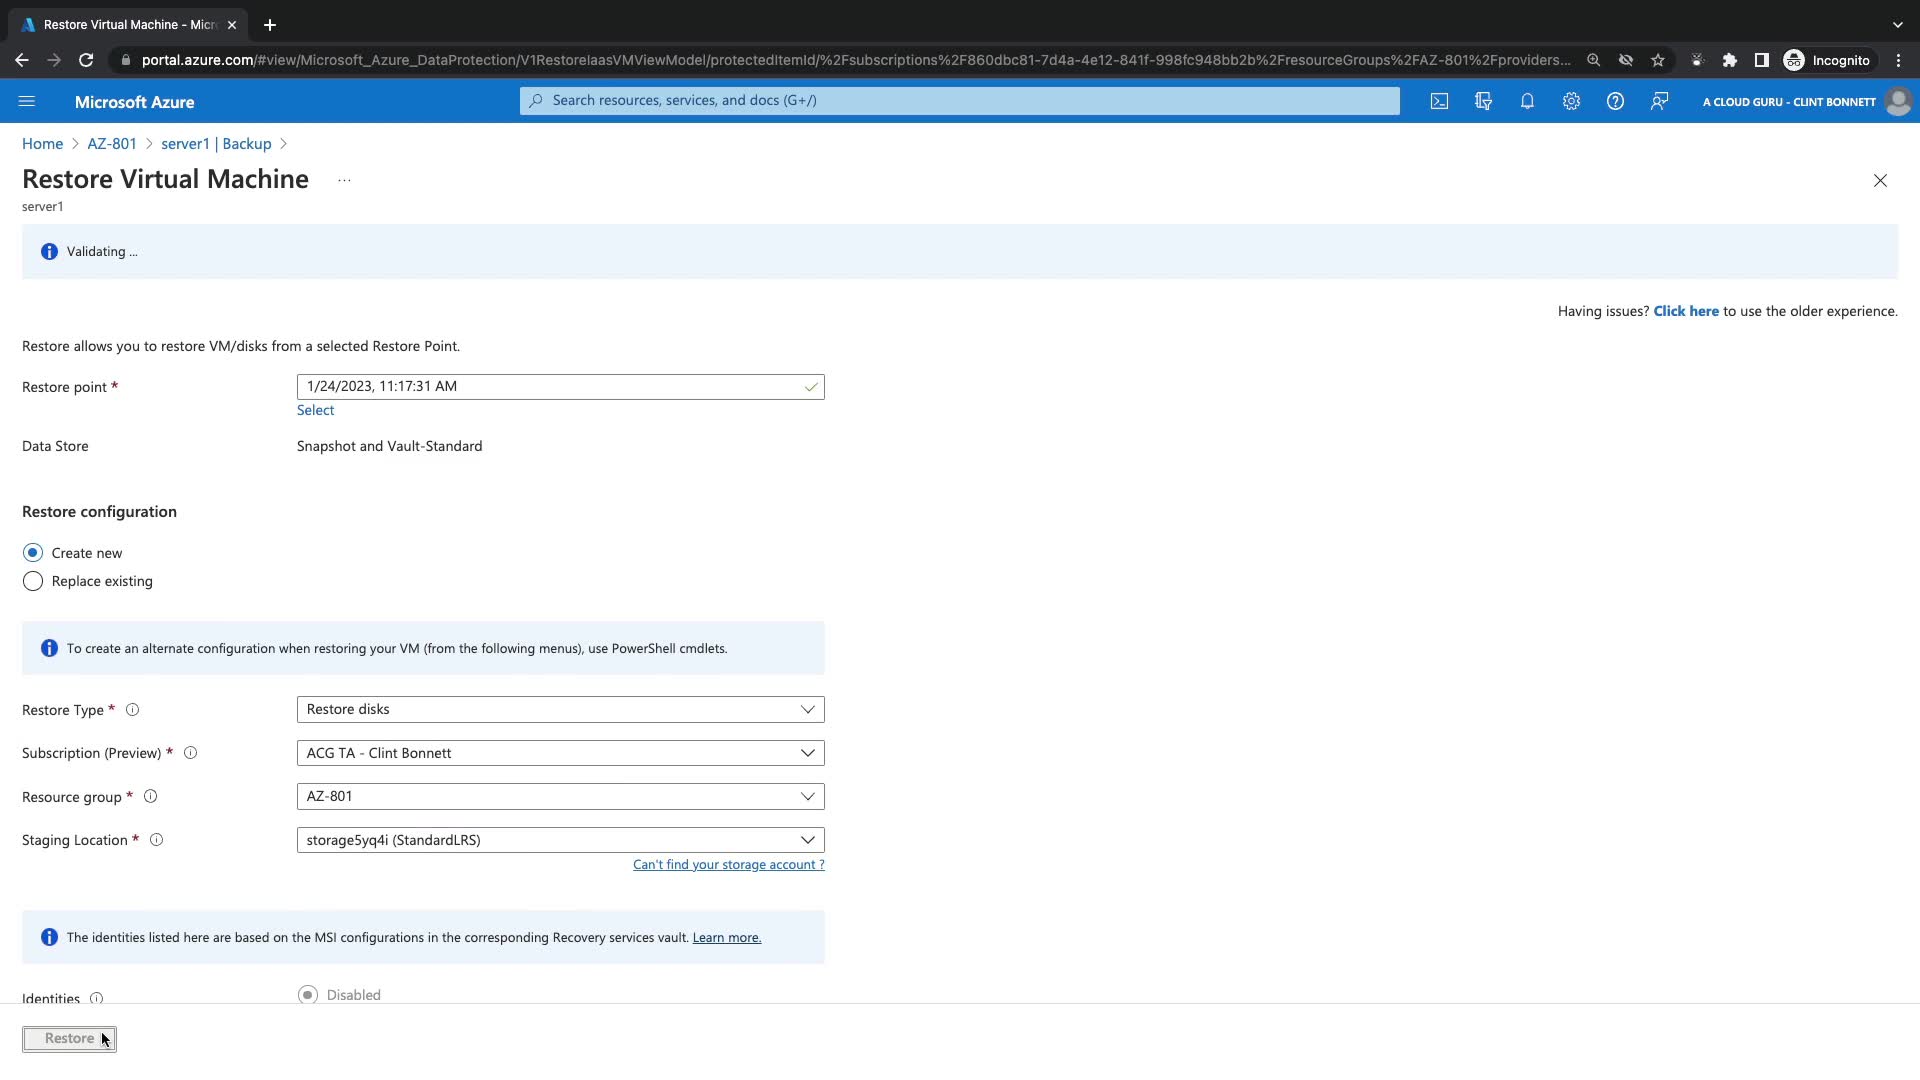 Restore Virtual Machine - Micr
portal.azure.com/#view/Microsoft_Azure_DataProtection/V1RestoreIaasVMViewModel/protectedItemId/%2Fsubscriptions%2F860dbc81-7d4a-4e12-841f-998fc948bb2b%2FresourceGroups%2FAZ-801%2Fproviders...
Incognito
Microsoft Azure
Search resources, services, and docs (G+/)
A CLOUD GURU - CLINT BONNETT
Home > AZ-801 > server1 | Backup >
Restore Virtual Machine ...
server1
Validating ...
Having issues? Click here to use the older experience.
Restore allows you to restore VM/disks from a selected Restore Point.
Restore point * 1/24/2023, 11:17:31 AM
Select
Data Store Snapshot and Vault-Standard
Restore configuration
Create new
Replace existing
To create an alternate configuration when restoring your VM (from the following menus), use PowerShell cmdlets.
Restore Type * Restore disks
Subscription (Preview) * ACG TA - Clint Bonnett
Resource group * AZ-801
Staging Location * storage5yq4i (StandardLRS)
Can't find your storage account ?
The identities listed here are based on the MSI configurations in the corresponding Recovery services vault. Learn more.
Identities Disabled
Restore